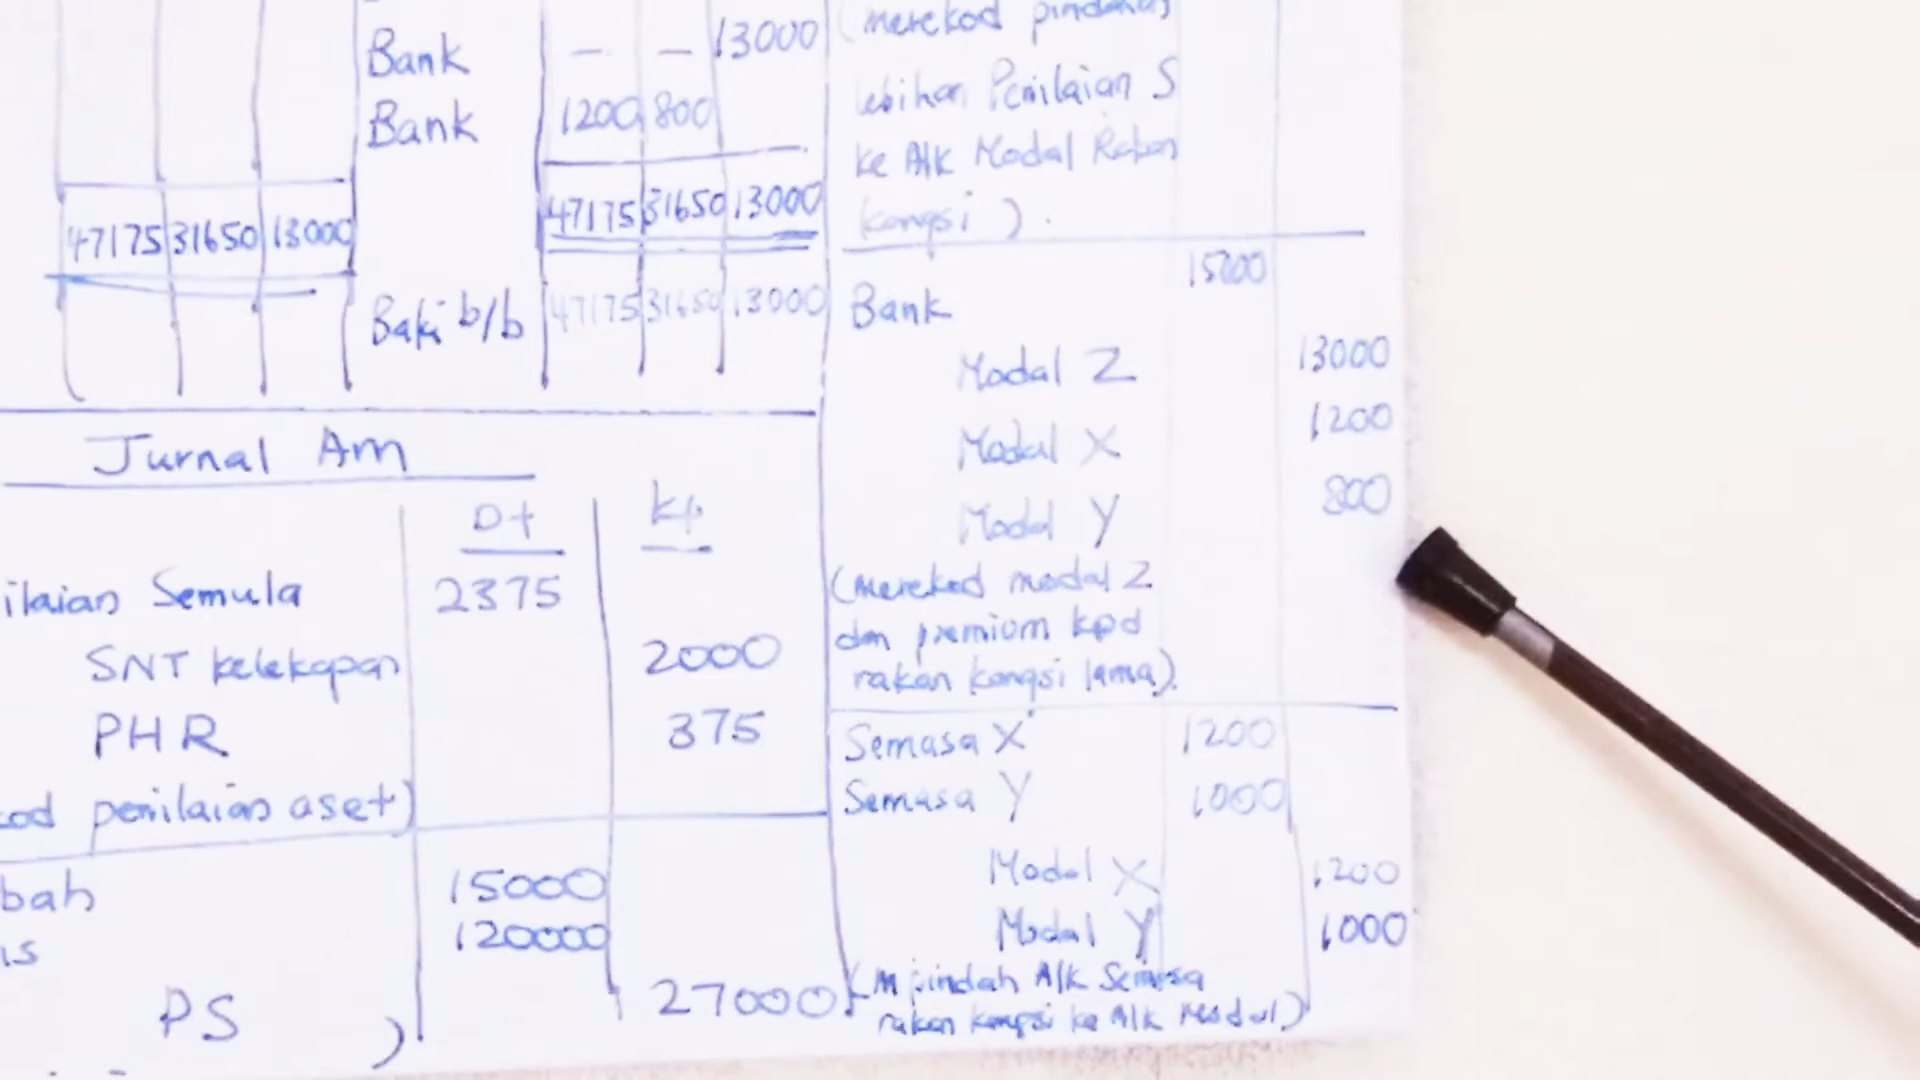 Bank — — 13000
Bank 1200 800
47175 31650 13000 47175 31650 13000
Baki b/b 47175 31650 13000
Jurnal Am
Dt Kt
ilaian Semula 2375
SNT kelekapan 2000
PHR 375
od penilaian aset)
bah 15000
as 120000
PS 27000
)
(merekod pindahan
lebihan Penilaian S
ke Alk Modal Rakan
kongsi ).
Bank 15000
Modal Z 13000
Modal X 1200
Modal Y 800
(merekod modal Z
dan premium kpd
rakan kongsi lama).
Semasa X 1200
Semasa Y 1000
Modal X 1200
Modal Y 1000
(M pindah Alk Semasa
rakan kongsi ke Alk Modal)